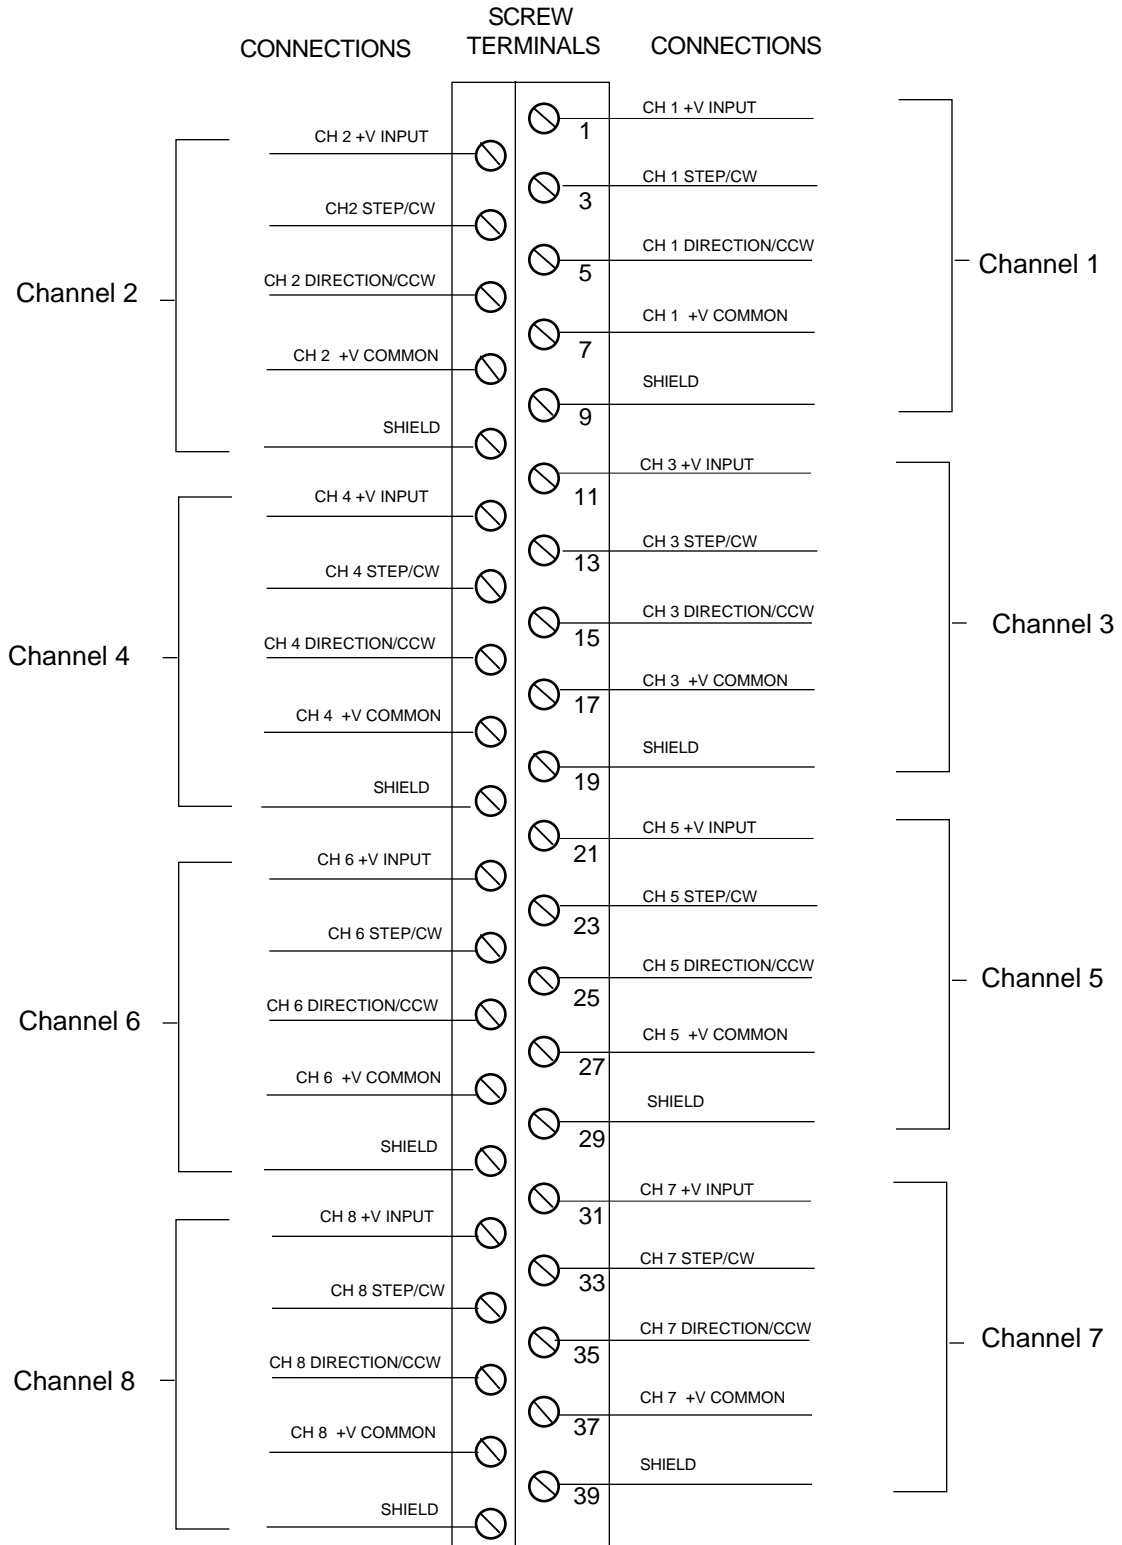 SCREW
TERMINALS
CONNECTIONS
CONNECTIONS
CH 1 +V INPUT
1
CH 2 +V INPUT
CH 1 STEP/CW
3
CH2 STEP/CW
CH 1 DIRECTION/CCW
5
Channel 1
CH 2 DIRECTION/CCW
Channel 2
CH 1 +V COMMON
7
CH 2 +V COMMON
SHIELD
9
SHIELD
CH 3 +V INPUT
11
CH 4 +V INPUT
CH 3 STEP/CW
13
CH 4 STEP/CW
CH 3 DIRECTION/CCW
15
Channel 3
CH 4 DIRECTION/CCW
Channel 4
CH 3 +V COMMON
17
CH 4 +V COMMON
SHIELD
19
SHIELD
CH 5 +V INPUT
21
CH 6 +V INPUT
CH 5 STEP/CW
23
CH 6 STEP/CW
CH 5 DIRECTION/CCW
25
Channel 5
CH 6 DIRECTION/CCW
Channel 6
CH 5 +V COMMON
27
CH 6 +V COMMON
SHIELD
29
SHIELD
CH 7 +V INPUT
31
CH 8 +V INPUT
CH 7 STEP/CW
33
CH 8 STEP/CW
CH 7 DIRECTION/CCW
35
Channel 7
CH 8 DIRECTION/CCW
Channel 8
CH 7 +V COMMON
37
CH 8 +V COMMON
SHIELD
39
SHIELD